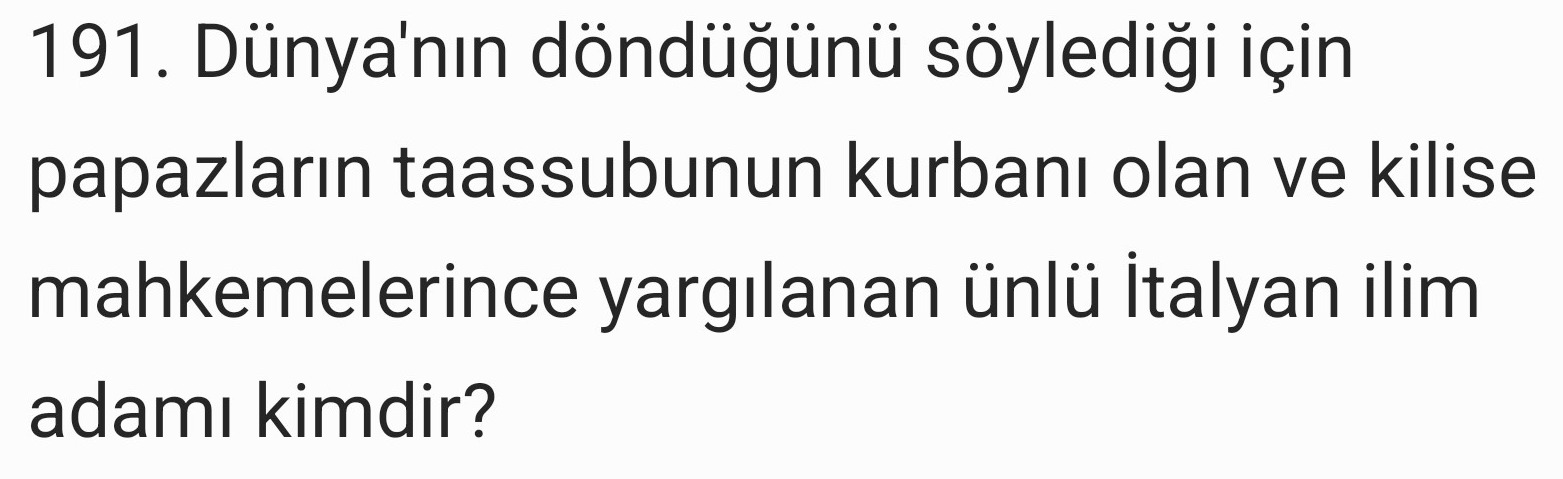 191. Dünya'nın döndüğünü söylediği için
papazların taassubunun kurbanı olan ve kilise
mahkemelerince yargılanan ünlü İtalyan ilim
adamı kimdir?